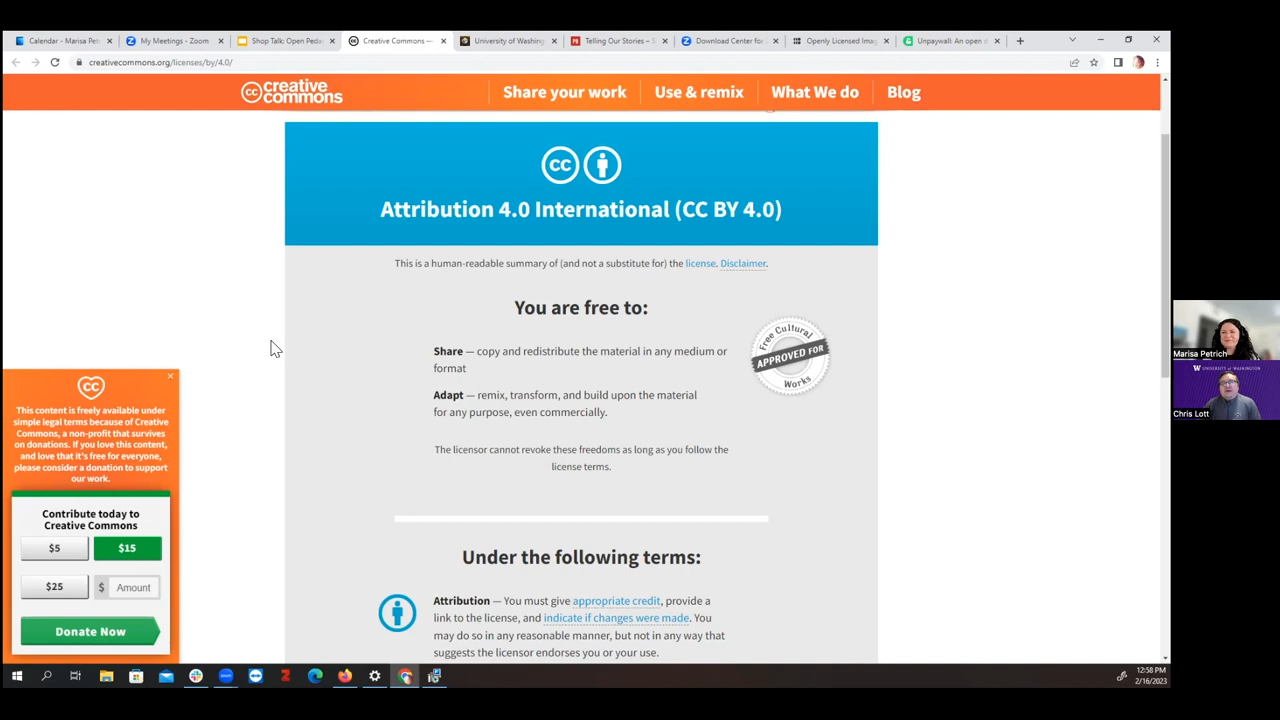 Calendar - Marisa Pet
My Meetings - Zoom
Shop Talk: Open Peda
Creative Commons —
University of Washing
Telling Our Stories – S
Download Center for
Openly Licensed Imag
Unpaywall: An open d
creativecommons.org/licenses/by/4.0/
cc creative commons
Share your work
Use & remix
What We do
Blog
cc
Attribution 4.0 International (CC BY 4.0)
This is a human-readable summary of (and not a substitute for) the license. Disclaimer.
You are free to:
Share — copy and redistribute the material in any medium or
format
Adapt — remix, transform, and build upon the material
for any purpose, even commercially.
Free Cultural
APPROVED FOR
Works
The licensor cannot revoke these freedoms as long as you follow the
license terms.
Under the following terms:
Attribution — You must give appropriate credit, provide a
link to the license, and indicate if changes were made. You
may do so in any reasonable manner, but not in any way that
suggests the licensor endorses you or your use.
CC
This content is freely available under
simple legal terms because of Creative
Commons, a non-profit that survives
on donations. If you love this content,
and love that it's free for everyone,
please consider a donation to support
our work.
Contribute today to
Creative Commons
$5
$15
$25
$ Amount
Donate Now
Marisa Petrich
W UNIVERSITY of WASHINGTON
Chris Lott
12:58 PM
2/16/2023